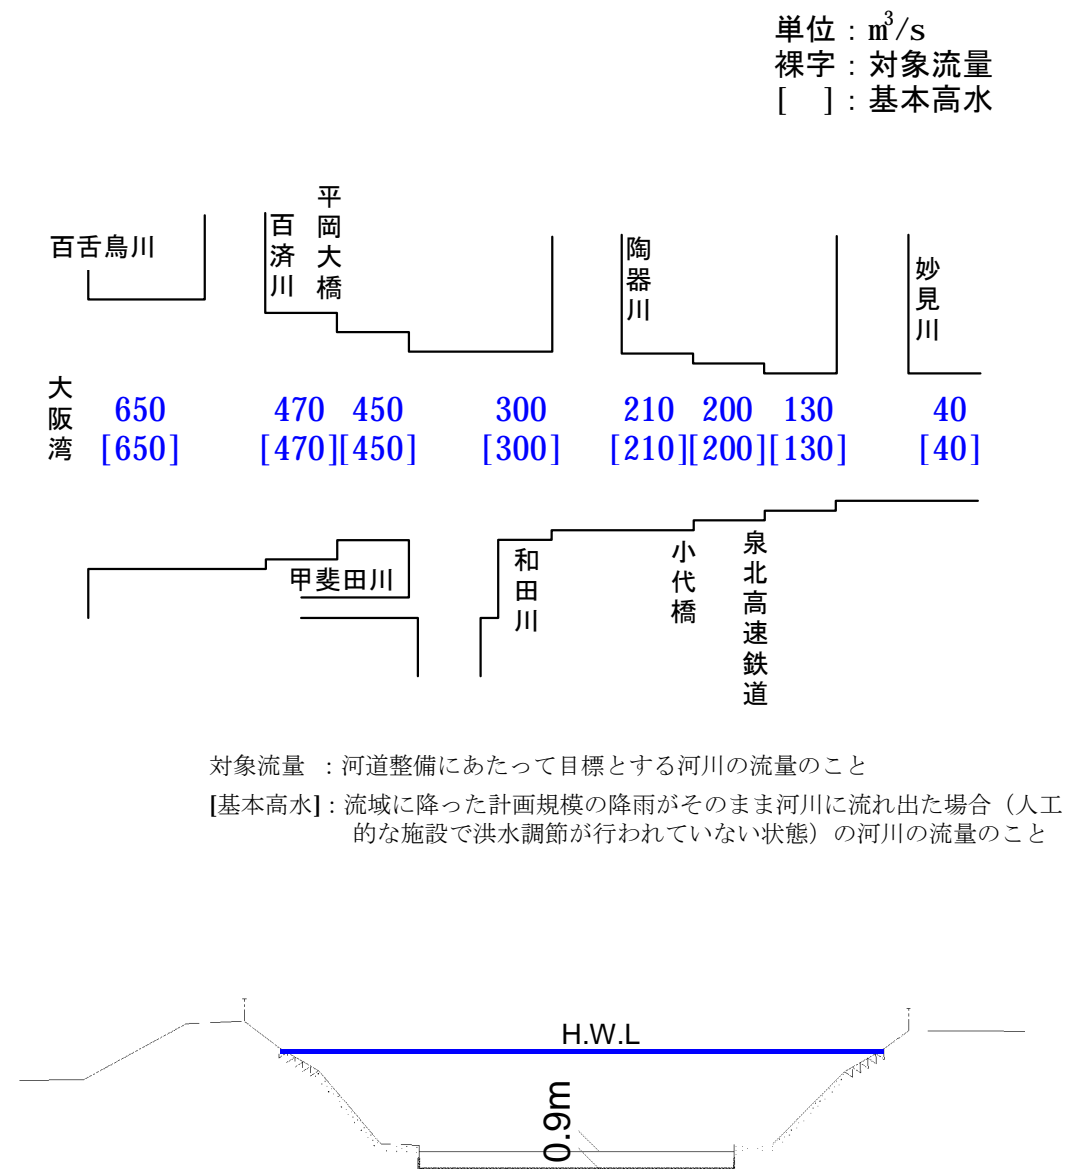 単位：m³/s
裸字：対象流量
[　]：基本高水
百舌鳥川
百済川
平岡大橋
陶器川
妙見川
大阪湾
650 470 450 300 210 200 130 40
[650] [470][450] [300] [210][200][130] [40]
甲斐田川
和田川
小代橋
泉北高速鉄道
対象流量　：河道整備にあたって目標とする河川の流量のこと
[基本高水]：流域に降った計画規模の降雨がそのまま河川に流れ出た場合（人工
的な施設で洪水調節が行われていない状態）の河川の流量のこと
H.W.L
0.9m